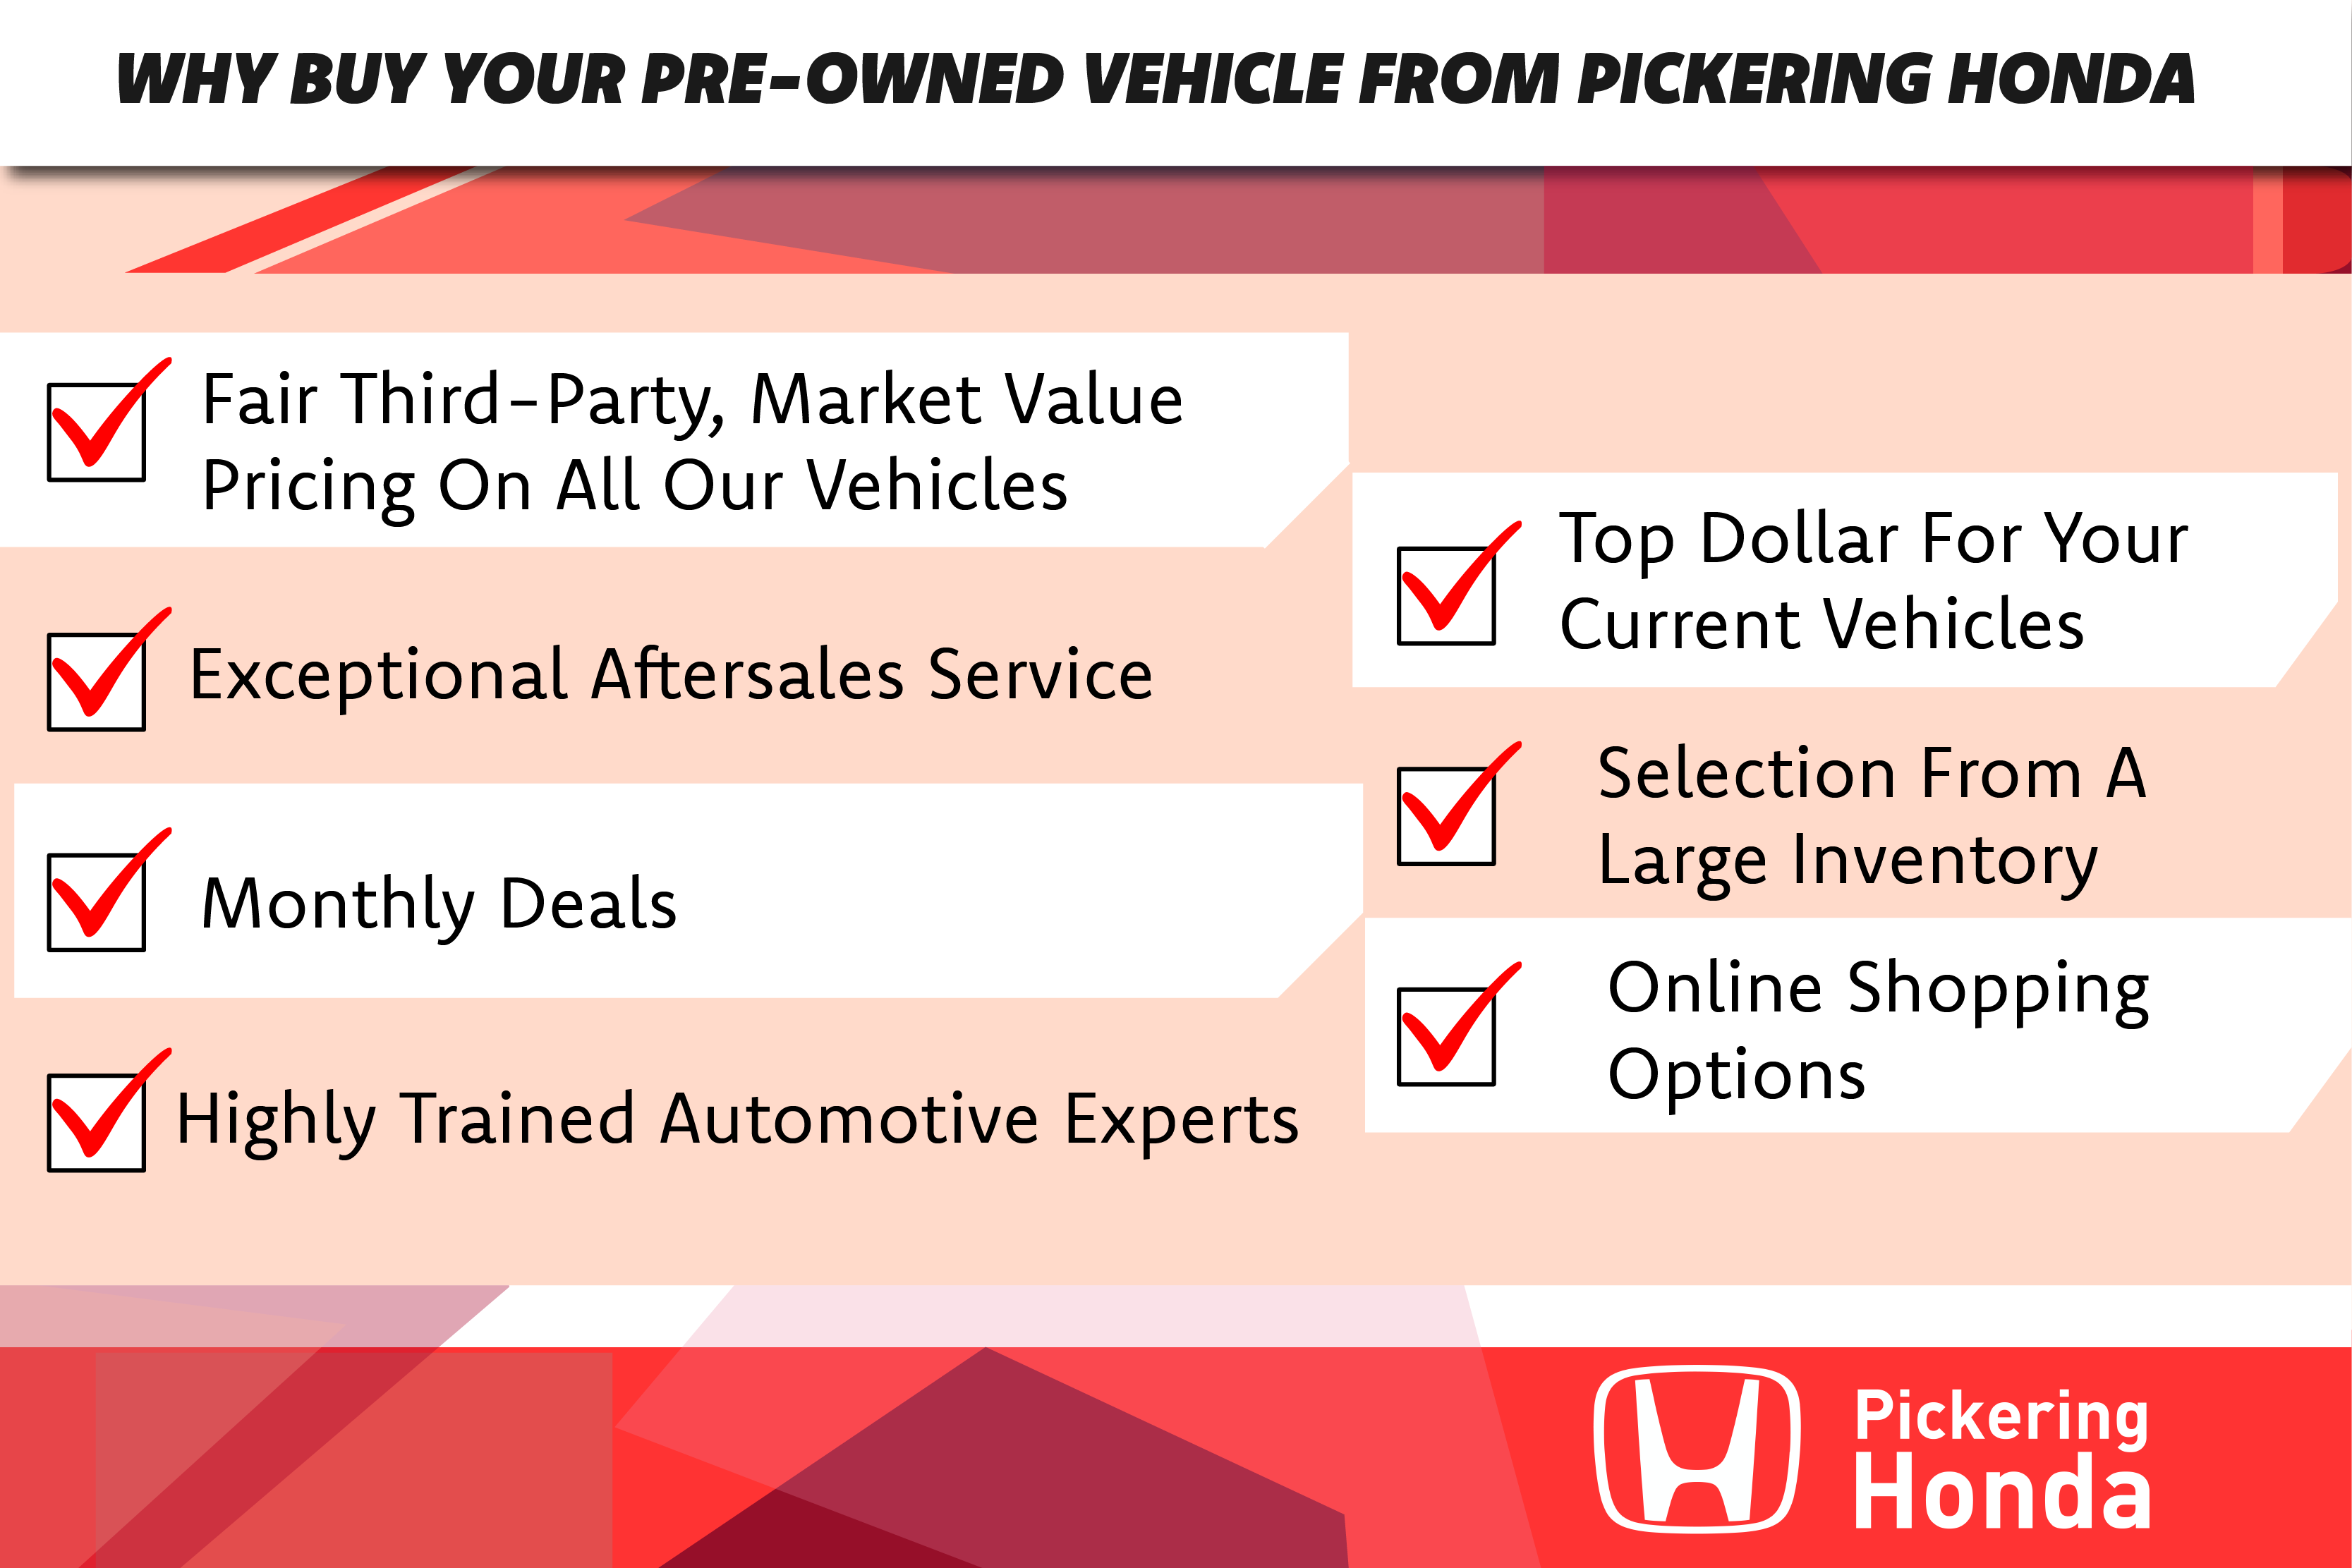 WHY BUY YOUR PRE-OWNED VEHICLE FROM PICKERING HONDA
Fair Third-Party, Market Value
Pricing On All Our Vehicles
Exceptional Aftersales Service
Monthly Deals
Highly Trained Automotive Experts
Top Dollar For Your
Current Vehicles
Selection From A
Large Inventory
Online Shopping
Options
Pickering
Honda